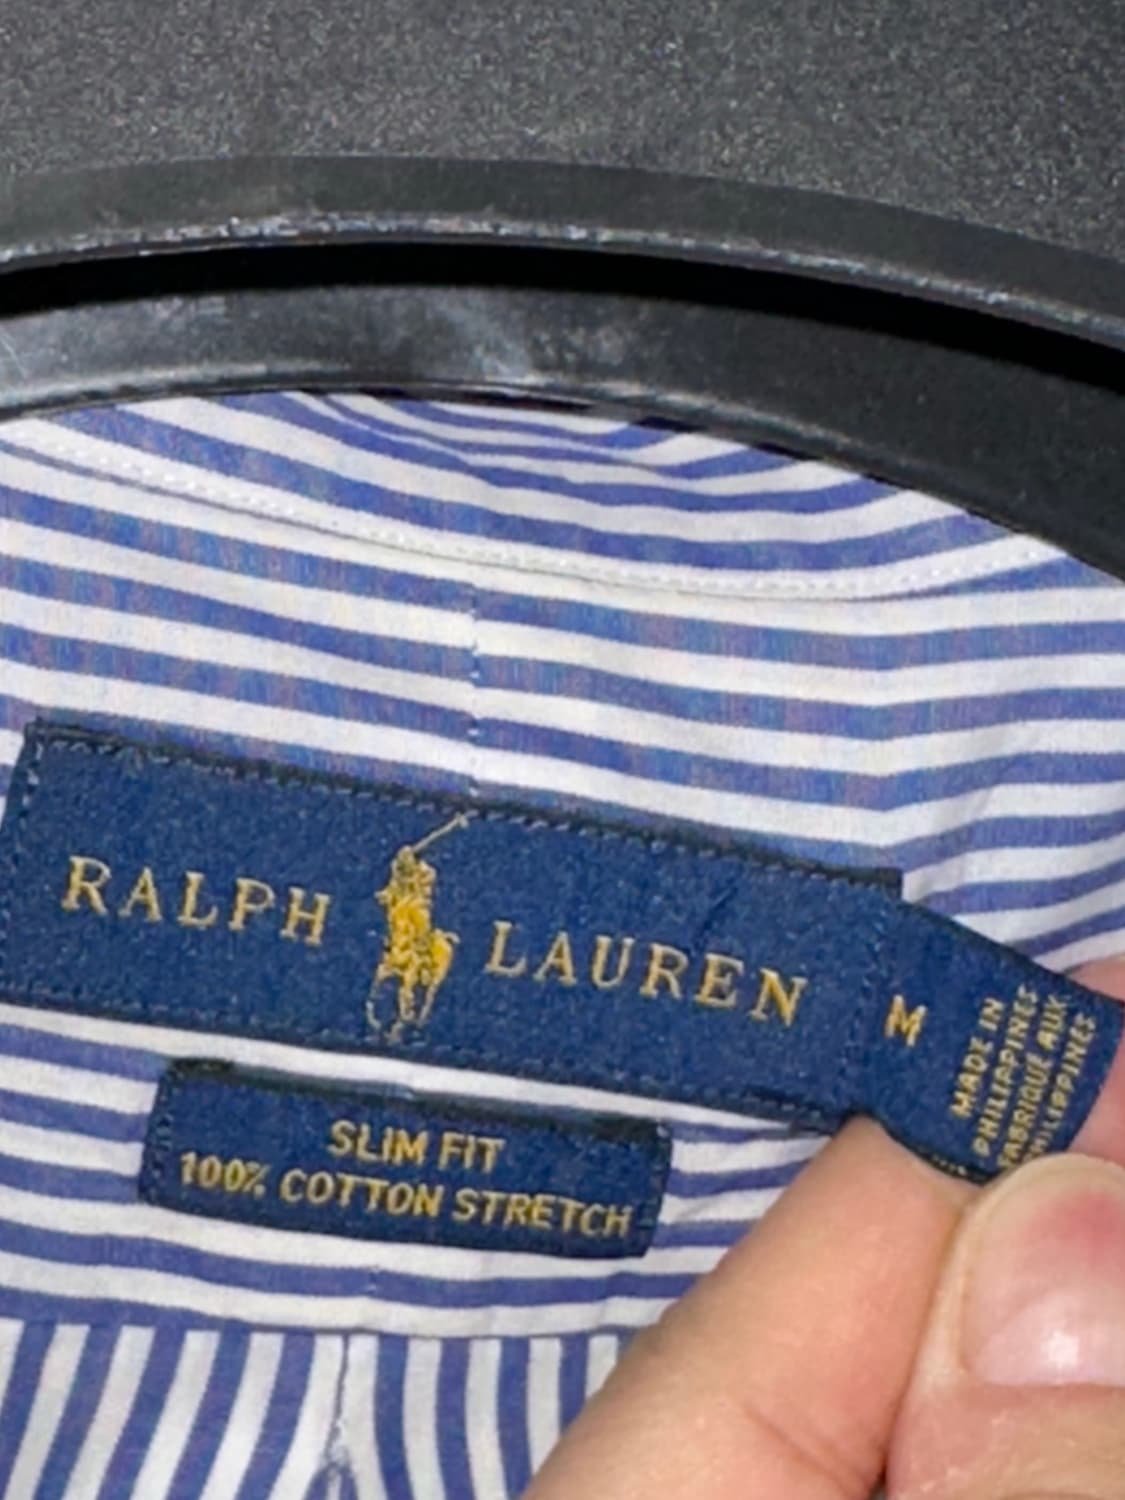 RALPH LAUREN
M
MADE IN
PHILIPPINES
FABRIQUÉ AUX
PHILIPPINES
SLIM FIT
100% COTTON STRETCH